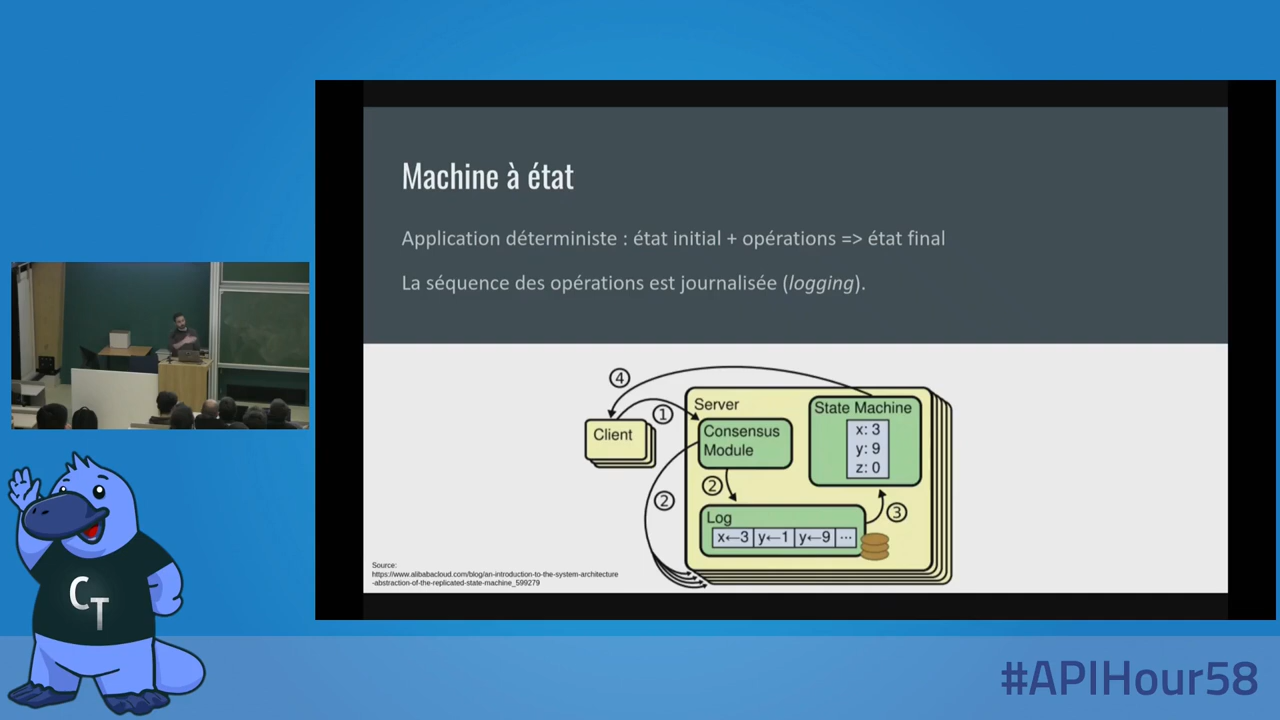 Machine à état
Application déterministe : état initial + opérations => état final
La séquence des opérations est journalisée (logging).
④
①
Server
State Machine
x: 3
y: 9
z: 0
Client
Consensus
Module
②
②
③
Log
x←3 y←1 y←9 ···
Source:
https://www.alibabacloud.com/blog/an-introduction-to-the-system-architecture
-abstraction-of-the-replicated-state-machine_599279
CT
#APIHour58